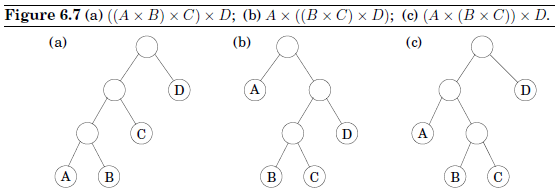 Figure 6.7 (a) ((A × B) × C) × D; (b) A × ((B × C) × D); (c) (A × (B × C)) × D.
(a) (b) (c)
D A D
C D A
A B B C B C